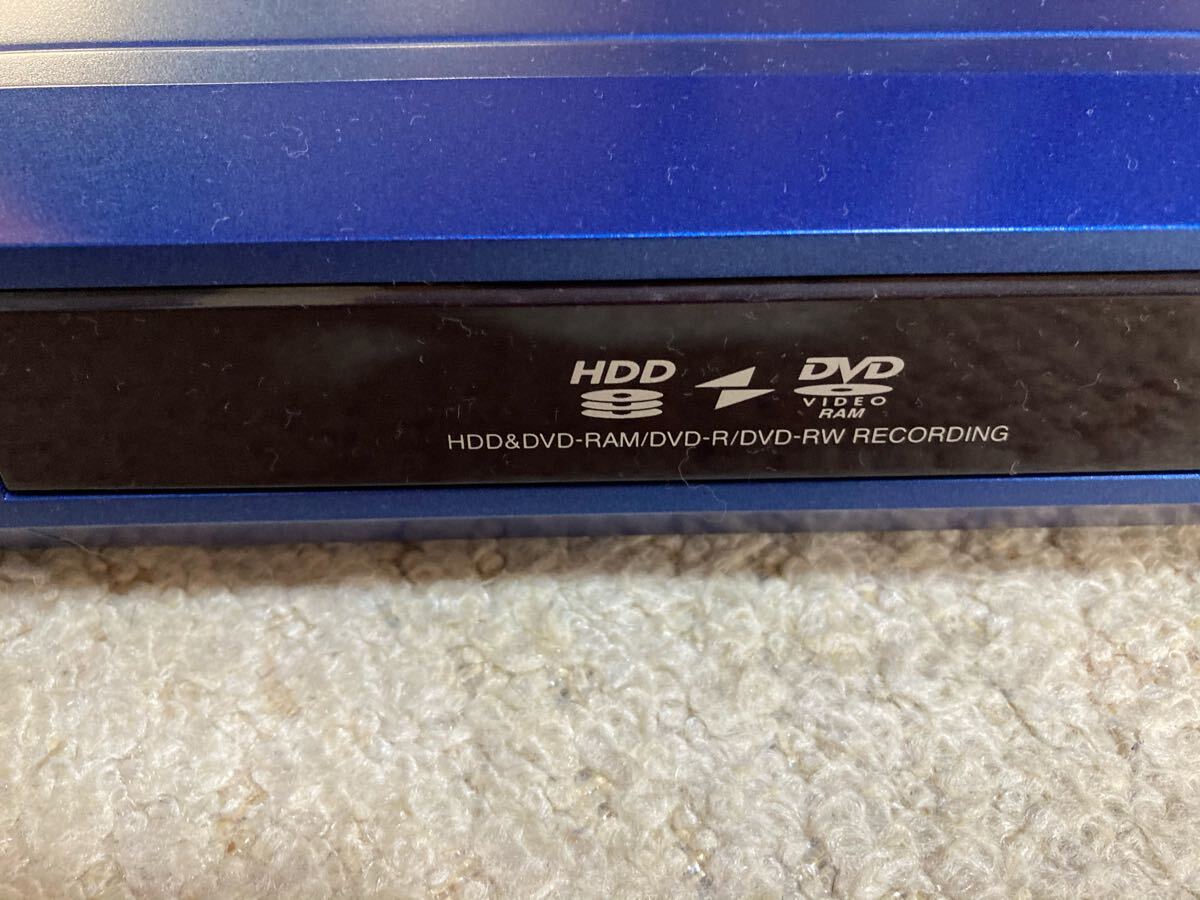 HDD DVD
VIDEO
RAM
HDD&DVD-RAM/DVD-R/DVD-RW RECORDING